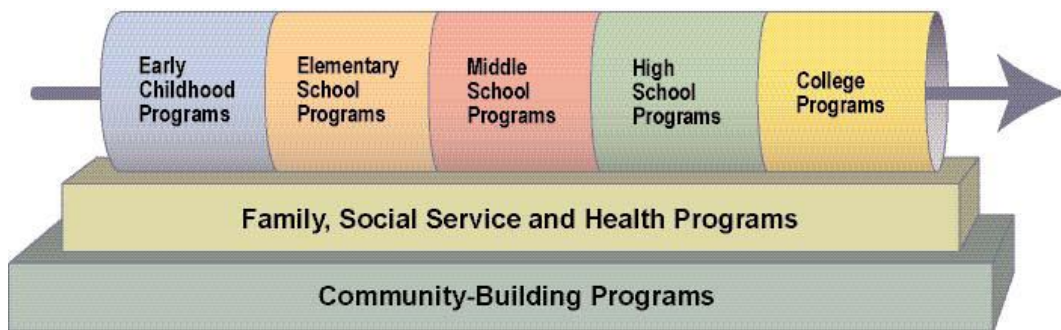 Early
Childhood
Programs
Elementary
School
Programs
Middle
School
Programs
High
School
Programs
College
Programs
Family, Social Service and Health Programs
Community-Building Programs